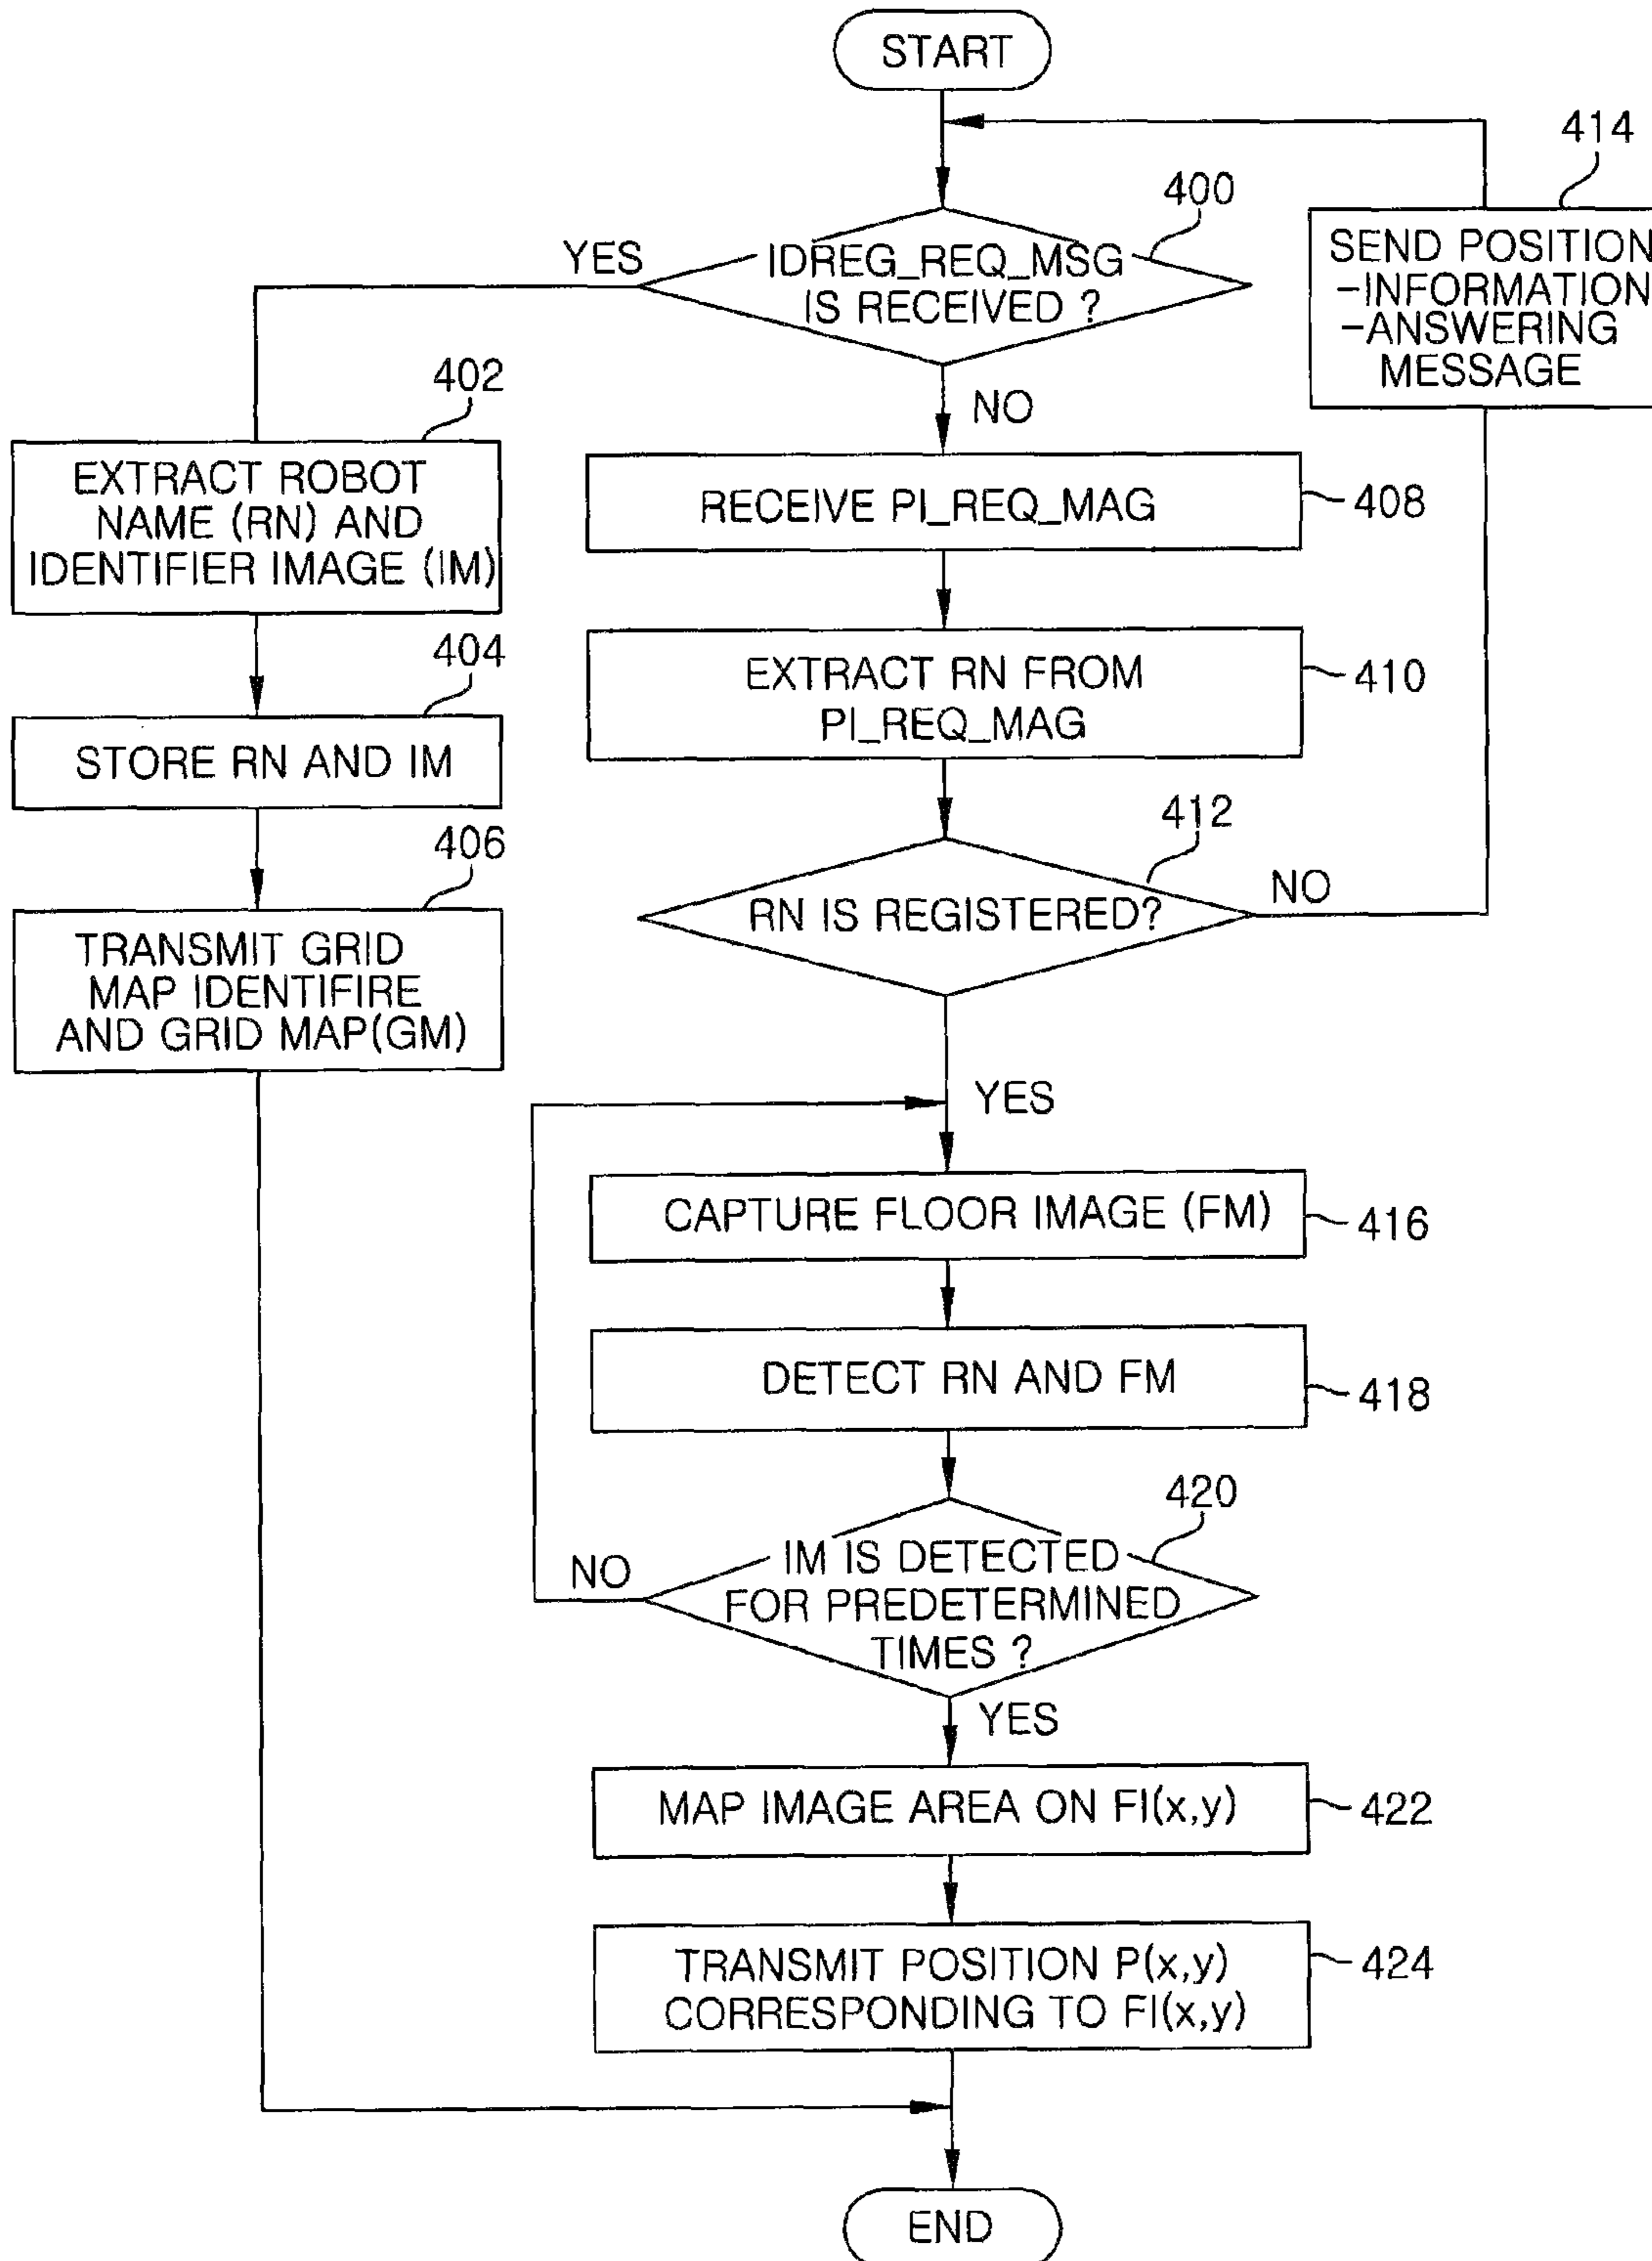 START
414
400
YES
IDREG_REQ_MSG
IS RECEIVED ?
SEND POSITION
-INFORMATION
-ANSWERING
MESSAGE
NO
402
EXTRACT ROBOT
NAME (RN) AND
IDENTIFIER IMAGE (IM)
RECEIVE PI_REQ_MAG
408
404
STORE RN AND IM
EXTRACT RN FROM
PI_REQ_MAG
410
406
TRANSMIT GRID
MAP IDENTIFIRE
AND GRID MAP(GM)
412
RN IS REGISTERED?
NO
YES
CAPTURE FLOOR IMAGE (FM)
416
DETECT RN AND FM
418
420
NO
IM IS DETECTED
FOR PREDETERMINED
TIMES ?
YES
MAP IMAGE AREA ON FI(x,y)
422
TRANSMIT POSITION P(x,y)
CORRESPONDING TO FI(x,y)
424
END